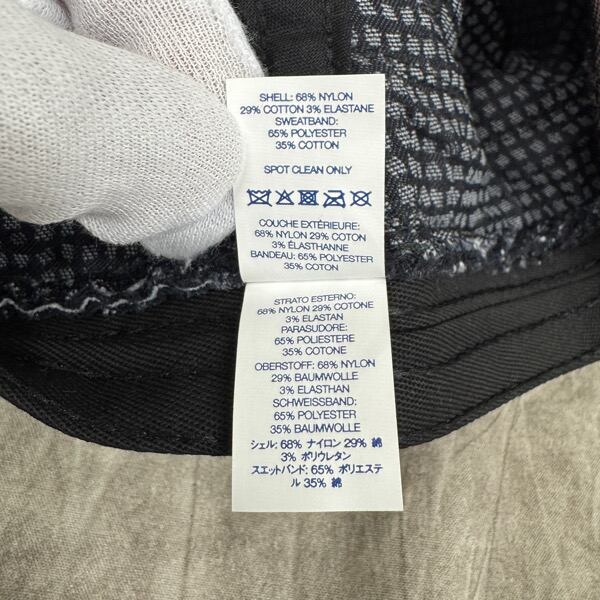 SHELL: 68% NYLON
29% COTTON 3% ELASTANE
SWEATBAND:
65% POLYESTER
35% COTTON
SPOT CLEAN ONLY
COUCHE EXTÉRIEURE:
68% NYLON 29% COTON
3% ÉLASTHANNE
BANDEAU: 65% POLYESTER
35% COTON
STRATO ESTERNO:
68% NYLON 29% COTONE
3% ELASTAN
PARASUDORE:
65% POLIESTERE
35% COTONE
OBERSTOFF: 68% NYLON
29% BAUMWOLLE
3% ELASTHAN
SCHWEISSBAND:
65% POLYESTER
35% BAUMWOLLE
シェル: 68% ナイロン 29% 綿
3% ポリウレタン
スエットバンド: 65% ポリエステ
ル 35% 綿